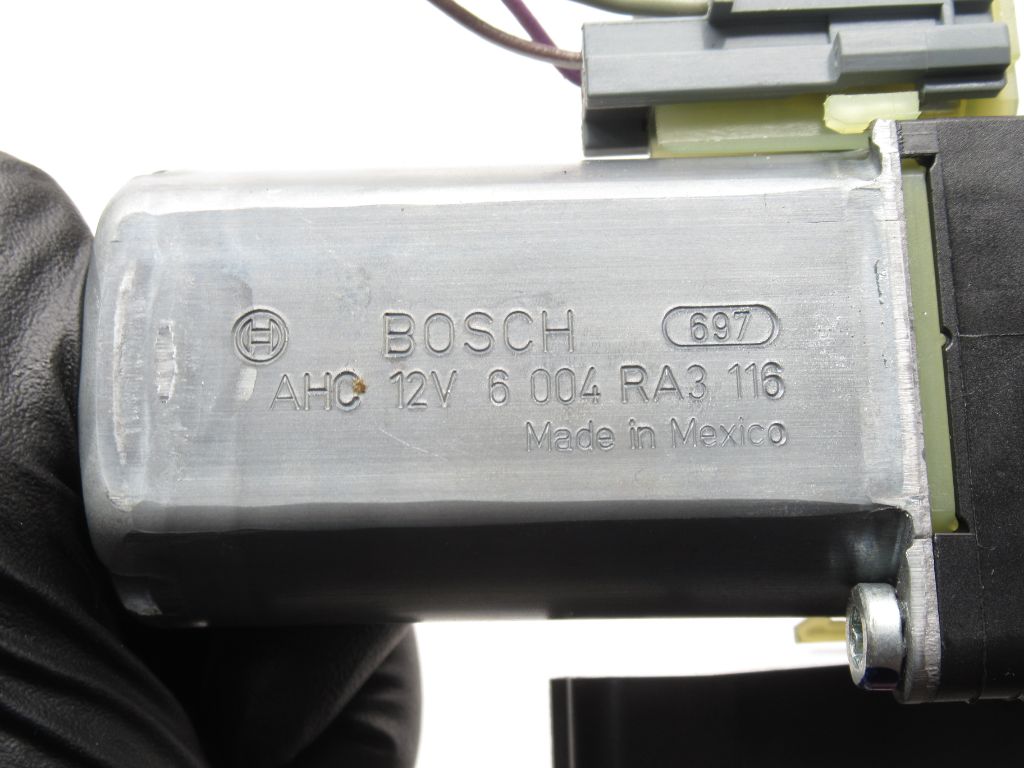 BOSCH 697
AHC 12V 6 004 RA3 116
Made in Mexico